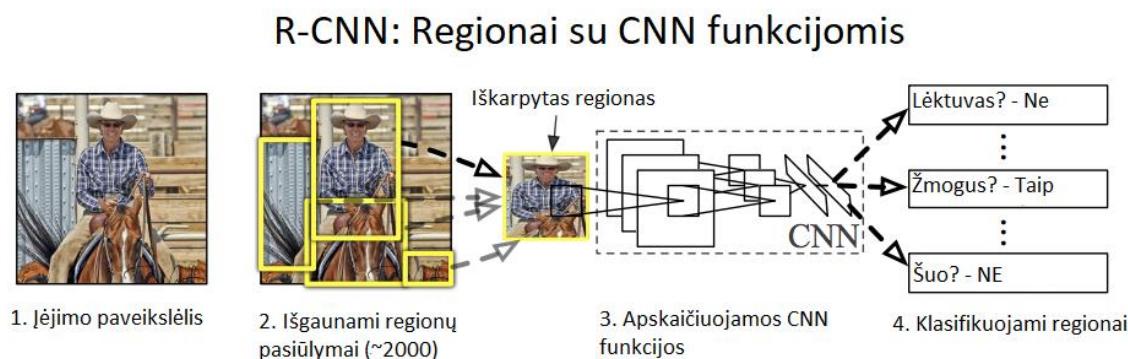 R-CNN: Regionai su CNN funkcijomis
Iškarpytas regionas
Lėktuvas? - Ne
Žmogus? - Taip
CNN
Šuo? - NE
1. Įėjimo paveikslėlis
2. Išgaunami regionų
pasiūlymai (~2000)
3. Apskaičiuojamos CNN
funkcijos
4. Klasifikuojami regionai